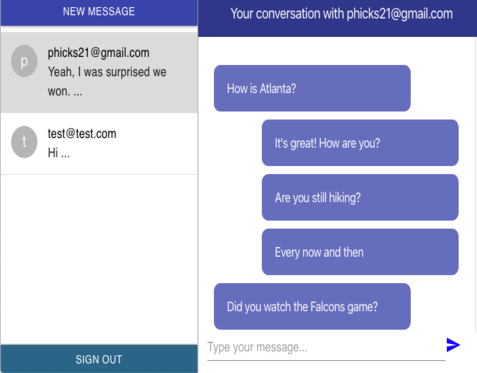 NEW MESSAGE
p
phicks21@gmail.com
Yeah, I was surprised we
won. ...
t
test@test.com
Hi ...
SIGN OUT
Your conversation with phicks21@gmail.com
How is Atlanta?
It's great! How are you?
Are you still hiking?
Every now and then
Did you watch the Falcons game?
Type your message...